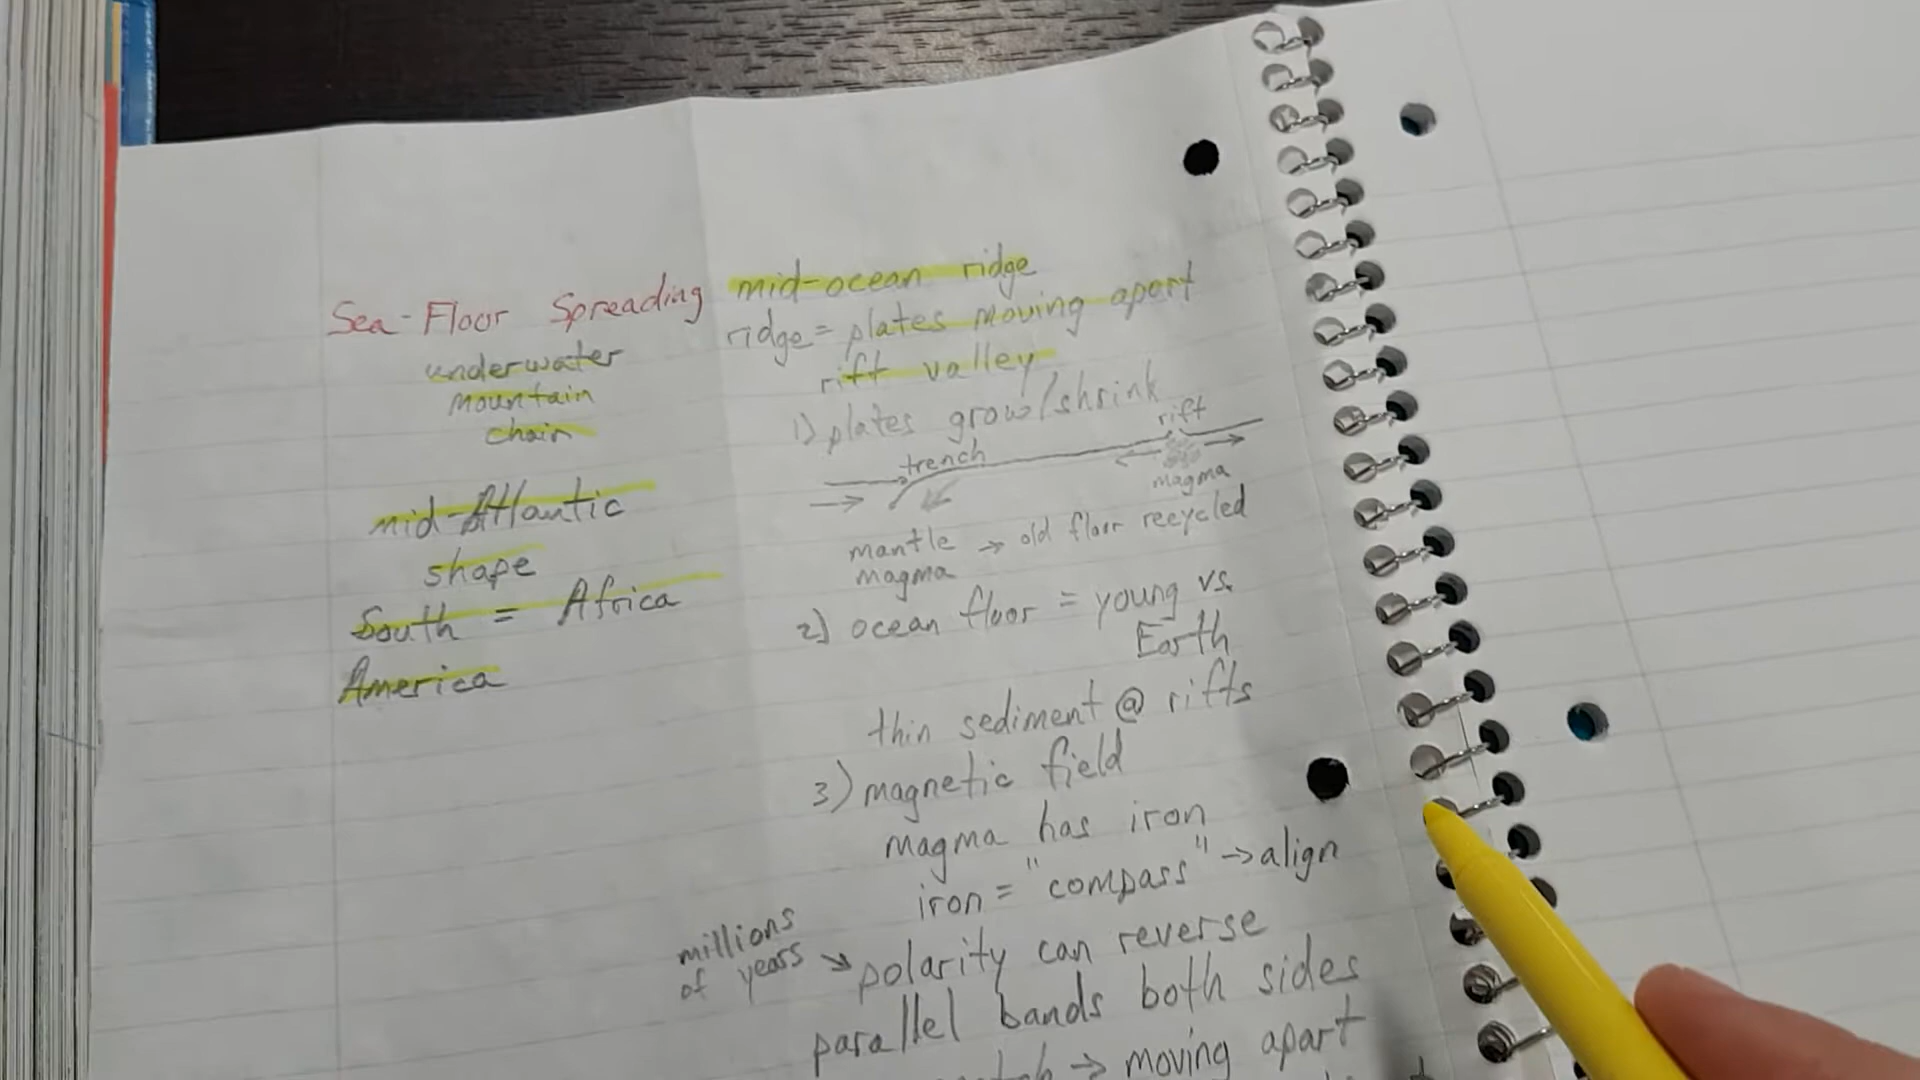 Sea-Floor Spreading
underwater
mountain
chain
mid-Atlantic
shape
South = Africa
America
mid-ocean ridge
ridge = plates moving apart
rift valley
1) plates grow/shrink
rift
trench
magma
mantle → old floor recycled
magma
2) ocean floor = young vs.
Earth
thin sediment @ rifts
3) magnetic field
magma has iron
iron = "compass" → align
millions
of years ↘ polarity can reverse
parallel bands both sides
→ moving apart